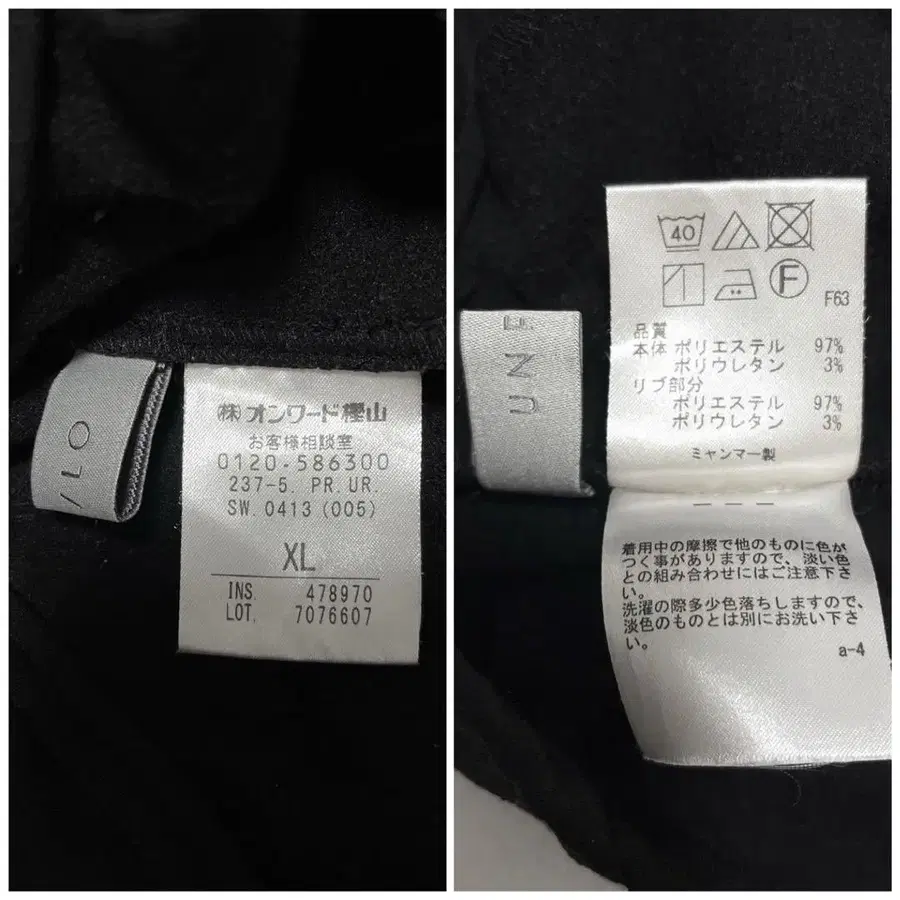 /LO
㈱オンワード樫山
お客様相談室
0120-586300
237-5. PR. UR.
SW. 0413 (005)
XL
INS. 478970
LOT. 7076607
UNF
40
F
F63
品質
本体 ポリエステル 97%
ポリウレタン 3%
リブ部分
ポリエステル 97%
ポリウレタン 3%
ミャンマー製
着用中の摩擦で他のものに色が
つく事がありますので、淡い色
との組み合わせにはご注意下さ
い。
洗濯の際多少色落ちしますので、
淡色のものとは別にお洗い下さ
い。
a-4